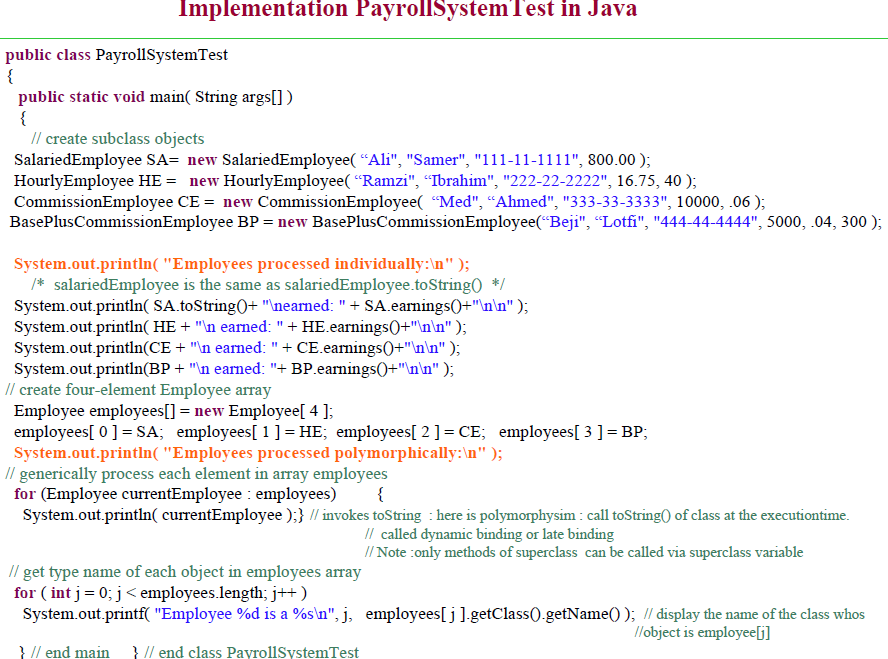 Implementation PayrollSystemTest in Java
public class PayrollSystemTest
{
public static void main( String args[] )
{
// create subclass objects
SalariedEmployee SA= new SalariedEmployee( “Ali", "Samer", "111-11-1111", 800.00 );
HourlyEmployee HE = new HourlyEmployee( “Ramzi", “Ibrahim", "222-22-2222", 16.75, 40 );
CommissionEmployee CE = new CommissionEmployee( “Med", “Ahmed", "333-33-3333", 10000, .06 );
BasePlusCommissionEmployee BP = new BasePlusCommissionEmployee(“Beji", “Lotfi", "444-44-4444", 5000, .04, 300 );
System.out.println( "Employees processed individually:\n" );
/* salariedEmployee is the same as salariedEmployee.toString() */
System.out.println( SA.toString()+ "\nearned: " + SA.earnings()+"\n\n" );
System.out.println( HE + "\n earned: " + HE.earnings()+"\n\n" );
System.out.println(CE + "\n earned: " + CE.earnings()+"\n\n" );
System.out.println(BP + "\n earned: "+ BP.earnings()+"\n\n" );
// create four-element Employee array
Employee employees[] = new Employee[ 4 ];
employees[ 0 ] = SA; employees[ 1 ] = HE; employees[ 2 ] = CE; employees[ 3 ] = BP;
System.out.println( "Employees processed polymorphically:\n" );
// generically process each element in array employees
for (Employee currentEmployee : employees) {
System.out.println( currentEmployee );} // invokes toString : here is polymorphysim : call toString() of class at the executiontime.
// called dynamic binding or late binding
// Note :only methods of superclass can be called via superclass variable
// get type name of each object in employees array
for ( int j = 0; j < employees.length; j++ )
System.out.printf( "Employee %d is a %s\n", j, employees[ j ].getClass().getName() ); // display the name of the class whos
//object is employee[j]
} // end main } // end class PayrollSystemTest